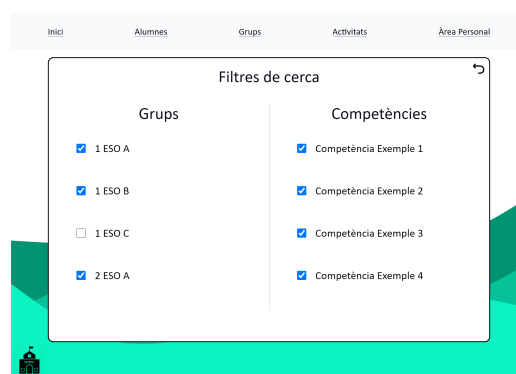 Inici
Alumnes
Grups
Activitats
Àrea Personal
Filtres de cerca
Grups
1 ESO A
1 ESO B
1 ESO C
2 ESO A
Competències
Competència Exemple 1
Competència Exemple 2
Competència Exemple 3
Competència Exemple 4